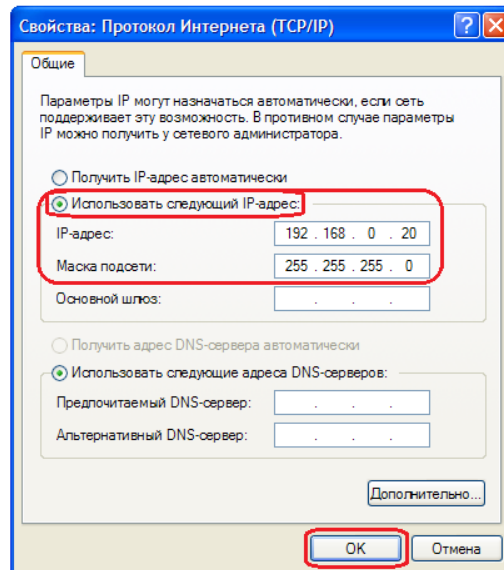 Свойства: Протокол Интернета (TCP/IP)
Общие
Параметры IP могут назначаться автоматически, если сеть
поддерживает эту возможность. В противном случае параметры
IP можно получить у сетевого администратора.
Получить IP-адрес автоматически
Использовать следующий IP-адрес:
IP-адрес: 192 . 168 . 0 . 20
Маска подсети: 255 . 255 . 255 . 0
Основной шлюз: . . .
Получить адрес DNS-сервера автоматически
Использовать следующие адреса DNS-серверов:
Предпочитаемый DNS-сервер: . . .
Альтернативный DNS-сервер: . . .
Дополнительно...
OK Отмена